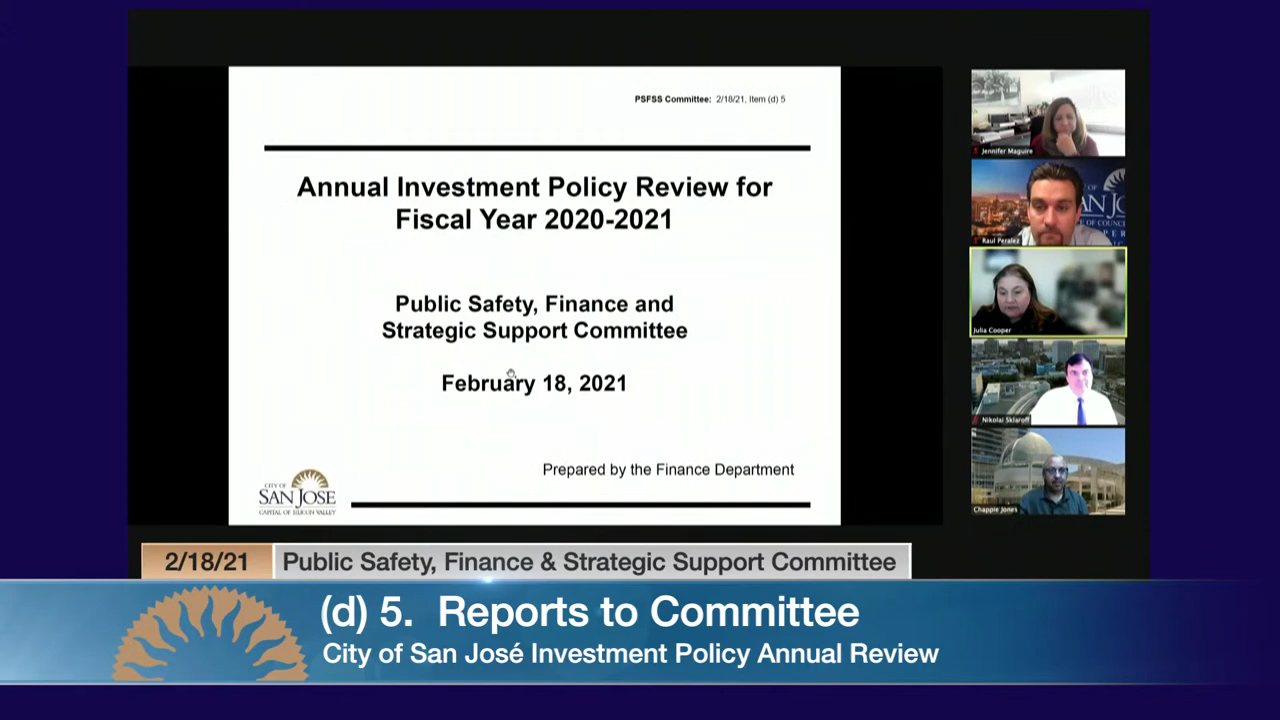 PSFSS Committee: 2/18/21, Item (d) 5
Annual Investment Policy Review for
Fiscal Year 2020-2021
Public Safety, Finance and
Strategic Support Committee
February 18, 2021
Prepared by the Finance Department
CITY OF
SAN JOSE
CAPITAL OF SILICON VALLEY
Jennifer Maguire
Raul Peralez
Julia Cooper
Nikolai Sklaroff
Chappie Jones
2/18/21
Public Safety, Finance & Strategic Support Committee
(d) 5. Reports to Committee
City of San José Investment Policy Annual Review